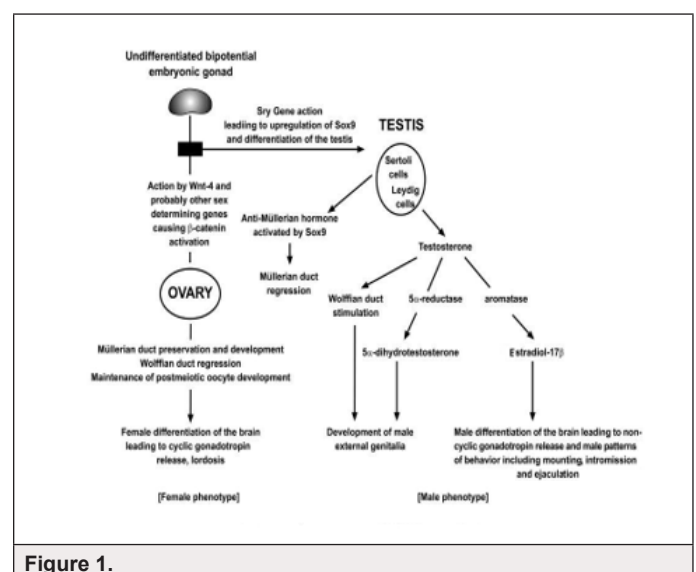 Undifferentiated bipotential
embryonic gonad
Sry Gene action
leadiing to upregulation of Sox9
and differentiation of the testis
TESTIS
Sertoli
cells
Leydig
cells
Action by Wnt-4 and
probably other sex
determining genes
causing β-catenin
activation
Anti-Müllerian hormone
activated by Sox9
Testosterone
Müllerian duct
regression
OVARY
Wolffian duct
stimulation
5α-reductase
aromatase
Müllerian duct preservation and development
Wolffian duct regression
Maintenance of postmeiotic oocyte development
5α-dihydrotestosterone
Estradiol-17β
Female differentiation of the brain
leading to cyclic gonadotropin
release, lordosis
Development of male
external genitalia
Male differentiation of the brain leading to non-
cyclic gonadotropin release and male patterns
of behavior including mounting, intromission
and ejaculation
[Female phenotype]
[Male phenotype]
Figure 1.